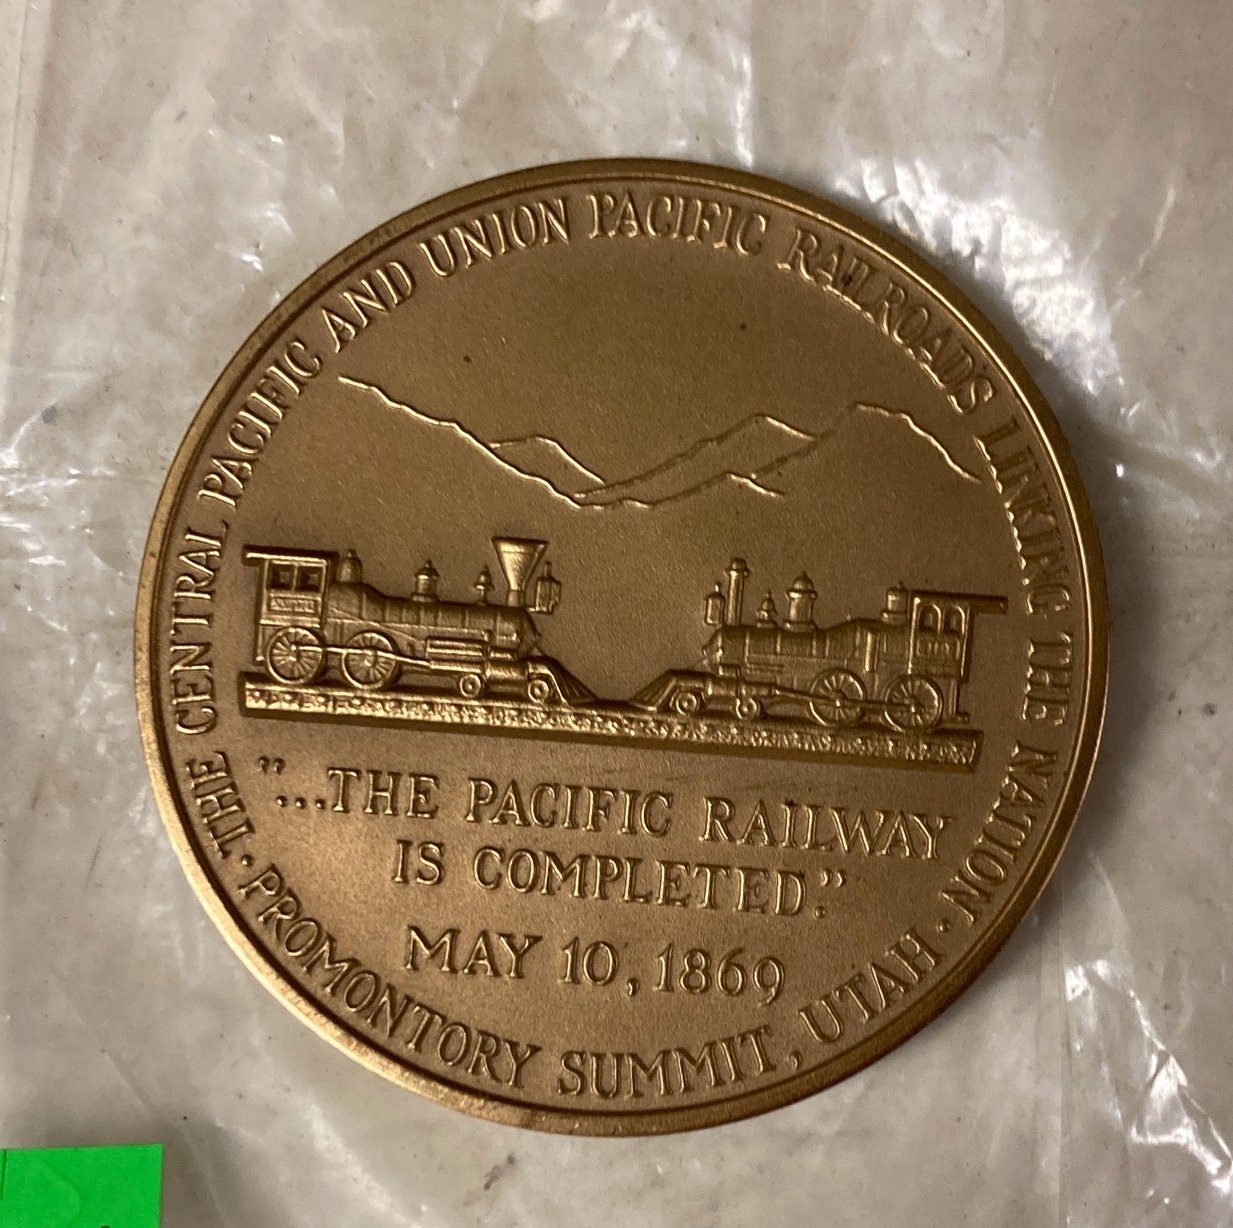 THE CENTRAL PACIFIC AND UNION PACIFIC RAILROADS LINKING THE NATION
"...THE PACIFIC RAILWAY
IS COMPLETED."
MAY 10, 1869
· PROMONTORY SUMMIT, UTAH ·